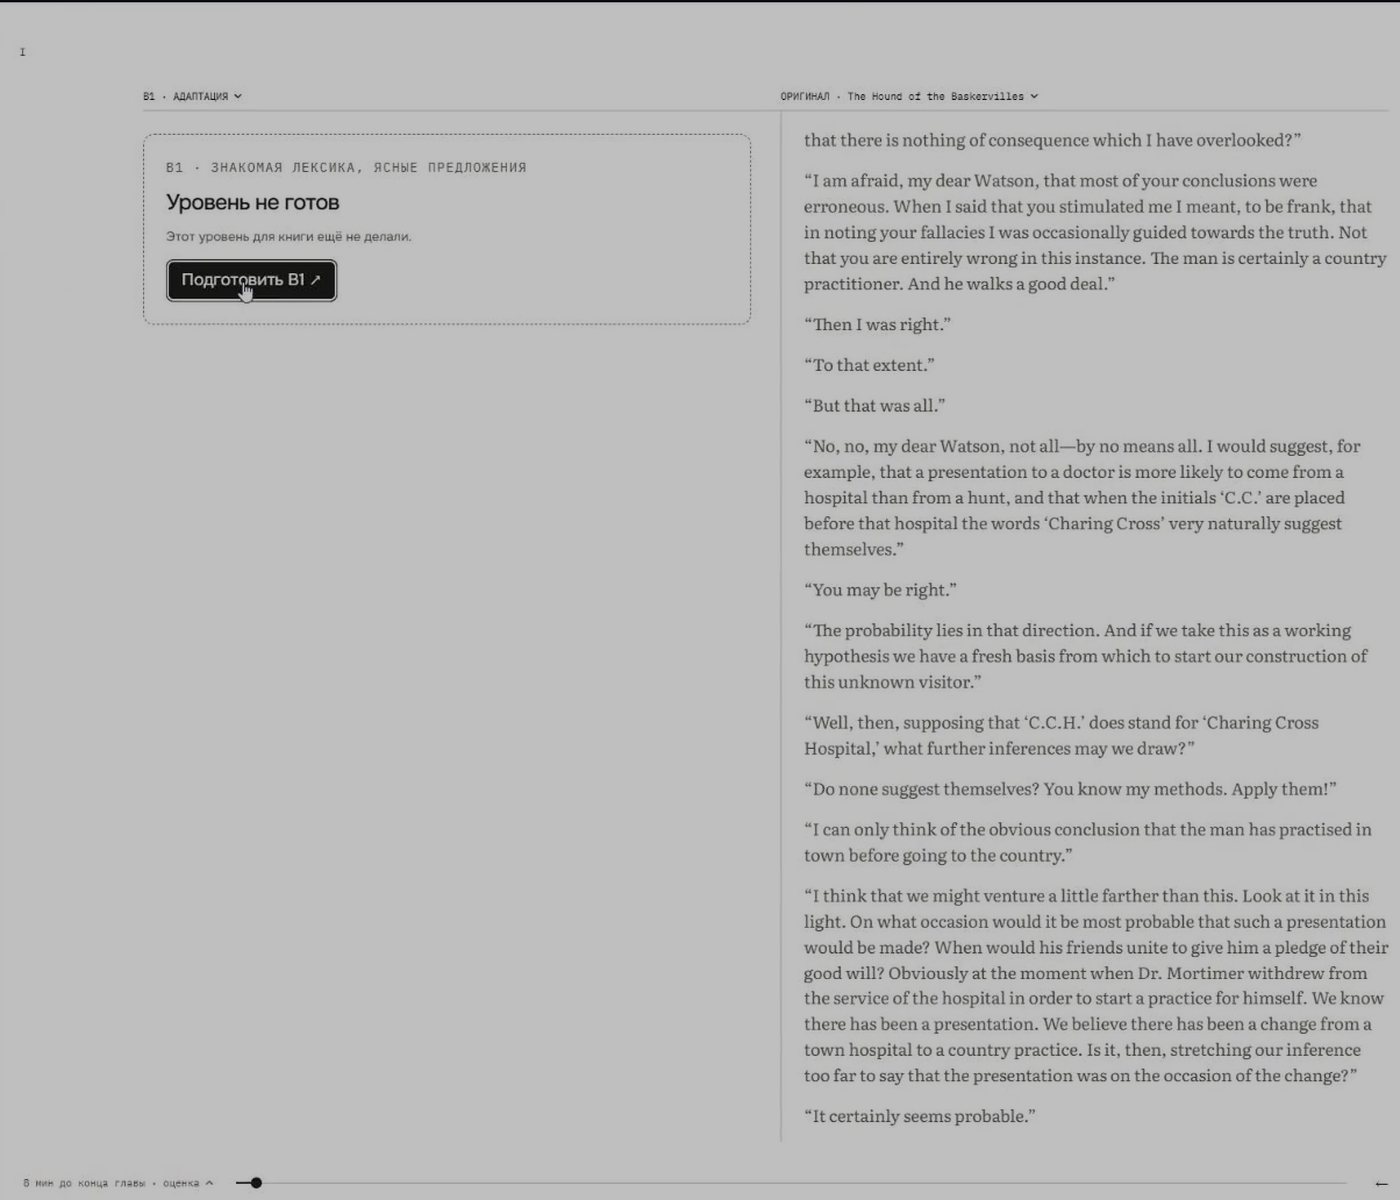 I
B1 · АДАПТАЦИЯ
B1 · ЗНАКОМАЯ ЛЕКСИКА, ЯСНЫЕ ПРЕДЛОЖЕНИЯ
Уровень не готов
Этот уровень для книги ещё не делали.
Подготовить B1 ↗
ОРИГИНАЛ · The Hound of the Baskervilles
that there is nothing of consequence which I have overlooked?”
“I am afraid, my dear Watson, that most of your conclusions were
erroneous. When I said that you stimulated me I meant, to be frank, that
in noting your fallacies I was occasionally guided towards the truth. Not
that you are entirely wrong in this instance. The man is certainly a country
practitioner. And he walks a good deal.”
“Then I was right.”
“To that extent.”
“But that was all.”
“No, no, my dear Watson, not all—by no means all. I would suggest, for
example, that a presentation to a doctor is more likely to come from a
hospital than from a hunt, and that when the initials ‘C.C.’ are placed
before that hospital the words ‘Charing Cross’ very naturally suggest
themselves.”
“You may be right.”
“The probability lies in that direction. And if we take this as a working
hypothesis we have a fresh basis from which to start our construction of
this unknown visitor.”
“Well, then, supposing that ‘C.C.H.’ does stand for ‘Charing Cross
Hospital,’ what further inferences may we draw?”
“Do none suggest themselves? You know my methods. Apply them!”
“I can only think of the obvious conclusion that the man has practised in
town before going to the country.”
“I think that we might venture a little farther than this. Look at it in this
light. On what occasion would it be most probable that such a presentation
would be made? When would his friends unite to give him a pledge of their
good will? Obviously at the moment when Dr. Mortimer withdrew from
the service of the hospital in order to start a practice for himself. We know
there has been a presentation. We believe there has been a change from a
town hospital to a country practice. Is it, then, stretching our inference
too far to say that the presentation was on the occasion of the change?”
“It certainly seems probable.”
8 мин до конца главы · оценка
←